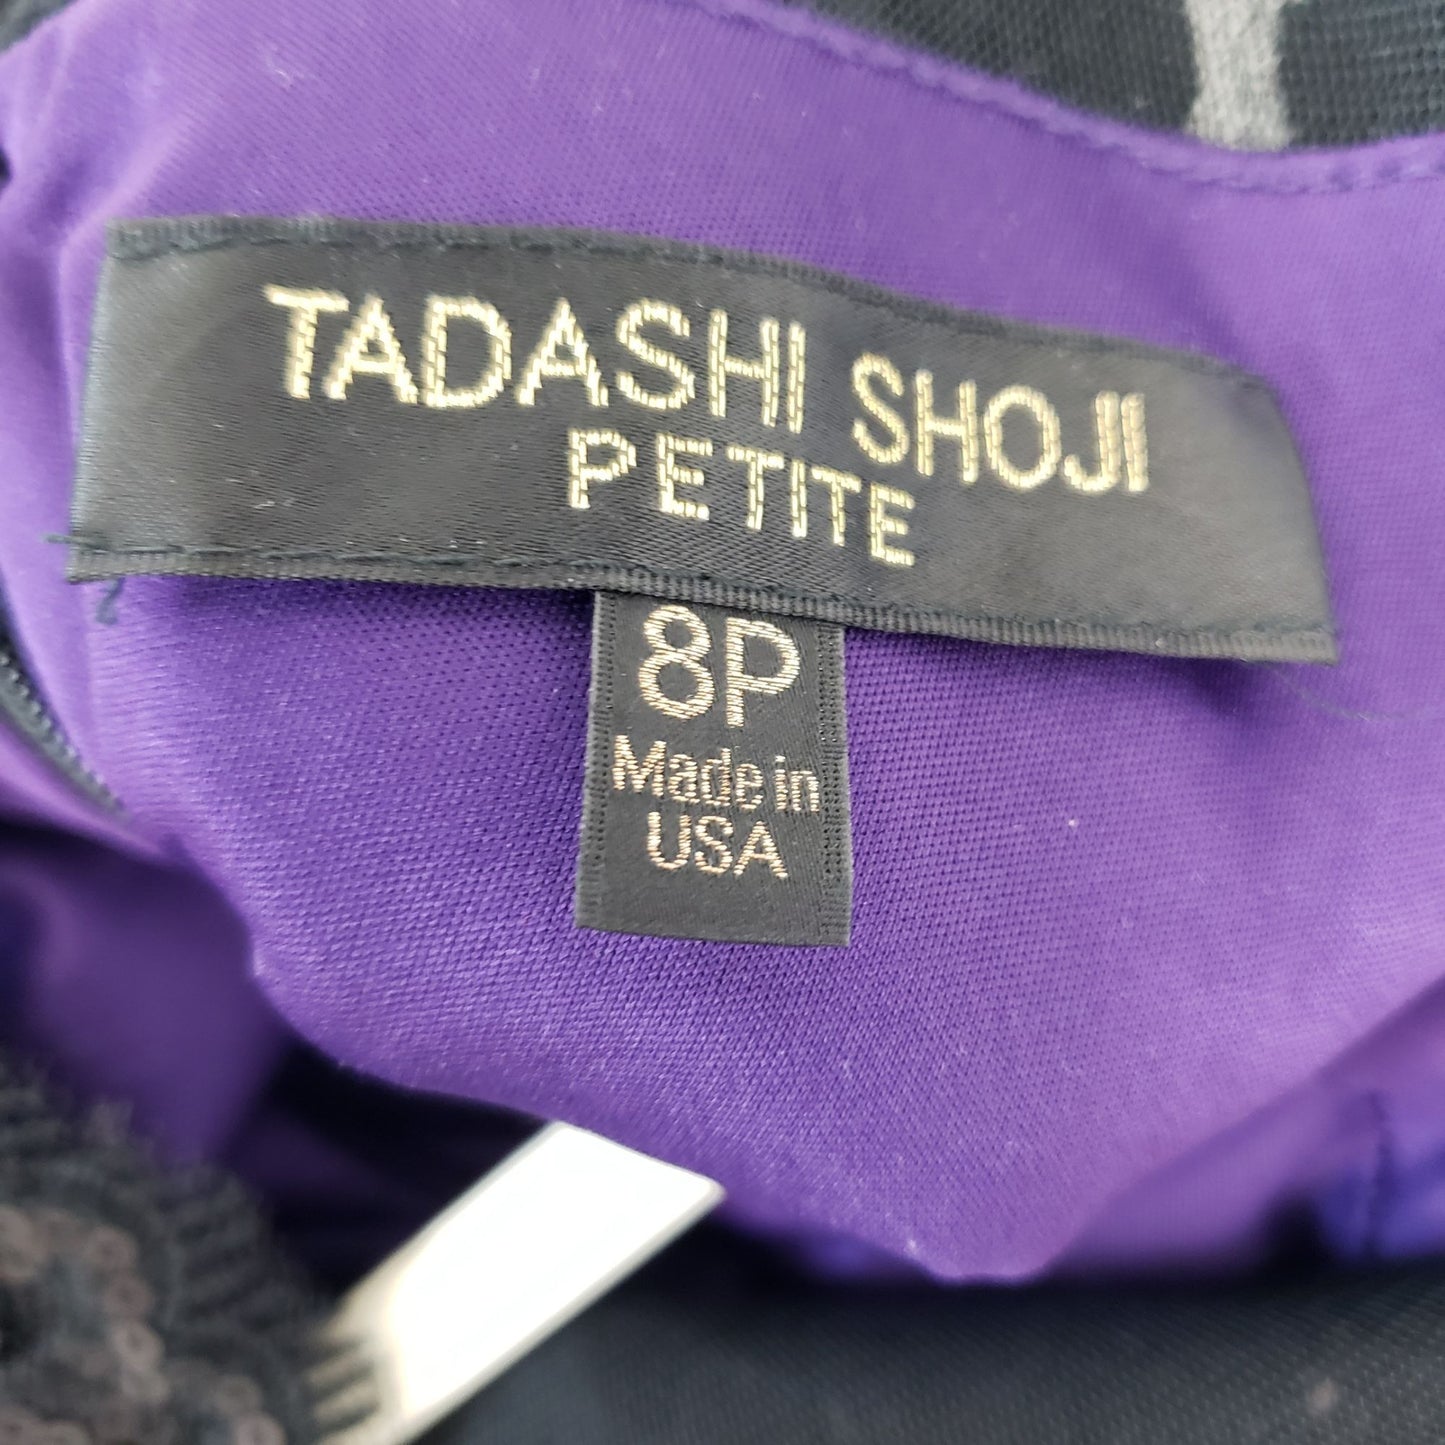 TADASHI SHOJI
PETITE
8P
Made in
USA